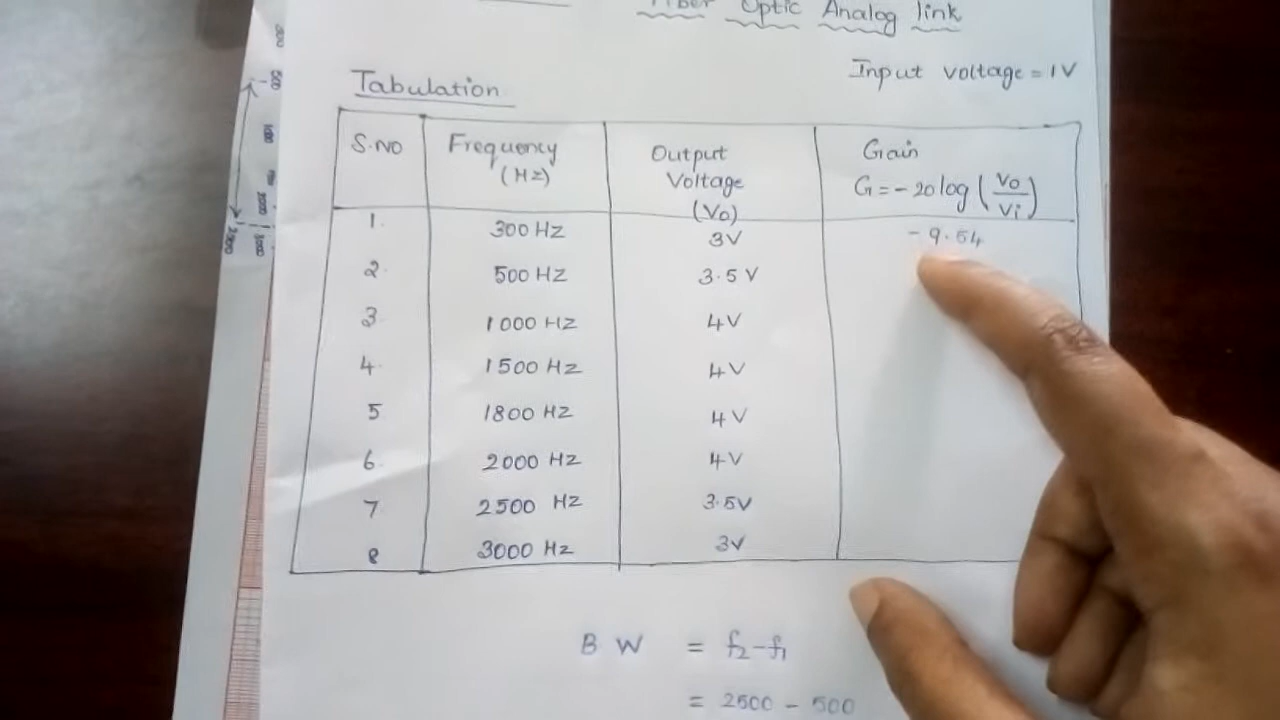 Fiber Optic Analog link
Input voltage = 1V
Tabulation
S.NO Frequency (Hz) Output Voltage (Vo) Gain G = - 20 log (Vo/Vi)
1. 300 HZ 3V - 9.54
2. 500 HZ 3.5 V
3. 1000 HZ 4V
4. 1500 HZ 4V
5 1800 HZ 4V
6. 2000 HZ 4V
7 2500 HZ 3.5V
8 3000 HZ 3V
B W = f2-f1
= 2500 - 500